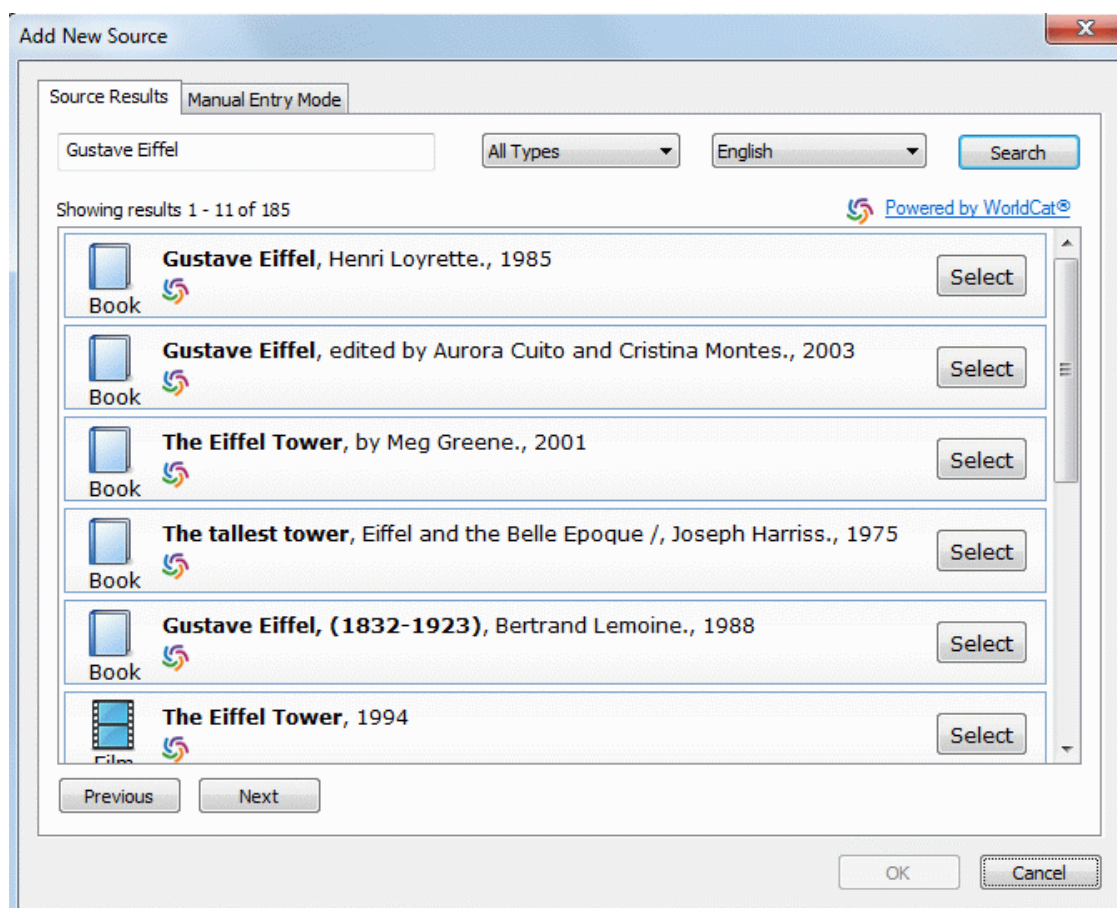 Add New Source
X
Source Results Manual Entry Mode
Gustave Eiffel All Types English Search
Showing results 1 - 11 of 185 Powered by WorldCat®
Gustave Eiffel, Henri Loyrette., 1985
Book Select
Gustave Eiffel, edited by Aurora Cuito and Cristina Montes., 2003
Book Select
The Eiffel Tower, by Meg Greene., 2001
Book Select
The tallest tower, Eiffel and the Belle Epoque /, Joseph Harriss., 1975
Book Select
Gustave Eiffel, (1832-1923), Bertrand Lemoine., 1988
Book Select
The Eiffel Tower, 1994
Film Select
Previous Next
OK Cancel